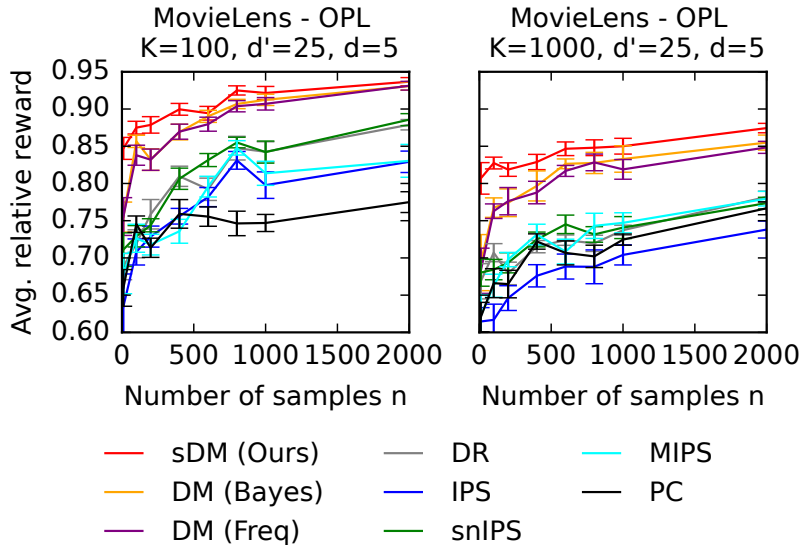 MovieLens - OPL
K=100, d'=25, d=5
MovieLens - OPL
K=1000, d'=25, d=5
Avg. relative reward
0.95
0.90
0.85
0.80
0.75
0.70
0.65
0.60
0 500 1000 1500 2000
0 500 1000 1500 2000
Number of samples n
Number of samples n
sDM (Ours)
DM (Bayes)
DM (Freq)
DR
IPS
snIPS
MIPS
PC